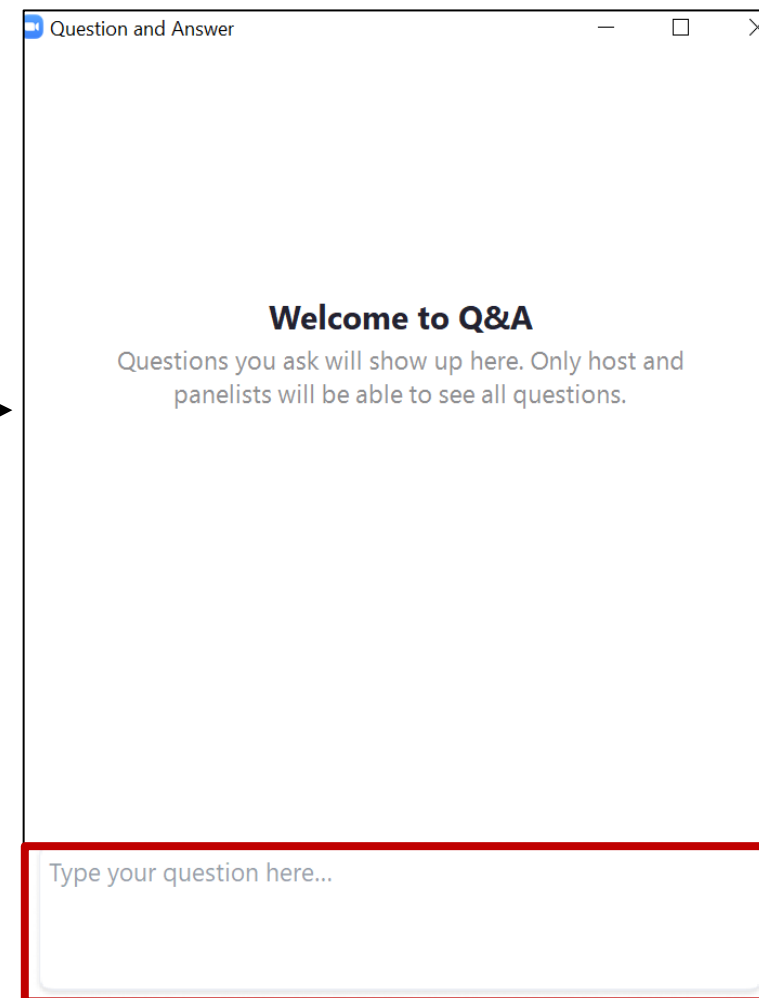 Question and Answer
Welcome to Q&A
Questions you ask will show up here. Only host and
panelists will be able to see all questions.
Type your question here...